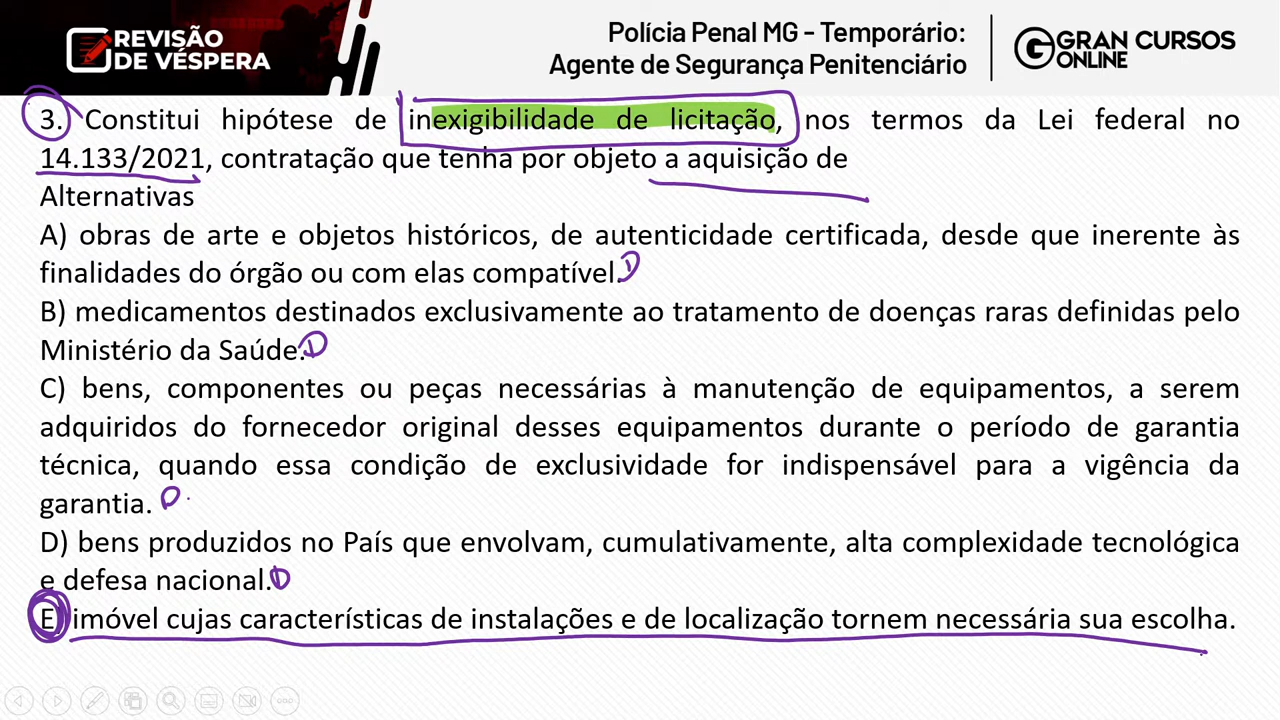 REVISÃO
DE VÉSPERA
Polícia Penal MG - Temporário:
Agente de Segurança Penitenciário
GRAN CURSOS
ONLINE
3. Constitui hipótese de inexigibilidade de licitação, nos termos da Lei federal no
14.133/2021, contratação que tenha por objeto a aquisição de
Alternativas
A) obras de arte e objetos históricos, de autenticidade certificada, desde que inerente às
finalidades do órgão ou com elas compatível. D
B) medicamentos destinados exclusivamente ao tratamento de doenças raras definidas pelo
Ministério da Saúde. D
C) bens, componentes ou peças necessárias à manutenção de equipamentos, a serem
adquiridos do fornecedor original desses equipamentos durante o período de garantia
técnica, quando essa condição de exclusividade for indispensável para a vigência da
garantia. D
D) bens produzidos no País que envolvam, cumulativamente, alta complexidade tecnológica
e defesa nacional. D
E) imóvel cujas características de instalações e de localização tornem necessária sua escolha.